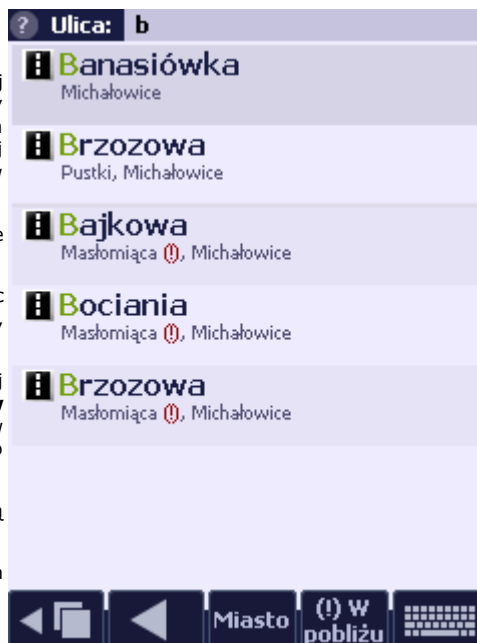 ? Ulica: b
Banasiówka
Michałowice
Brzozowa
Pustki, Michałowice
Bajkowa
Masłomiąca (!), Michałowice
Bociania
Masłomiąca (!), Michałowice
Brzozowa
Masłomiąca (!), Michałowice
Miasto
(!) W
pobliżu